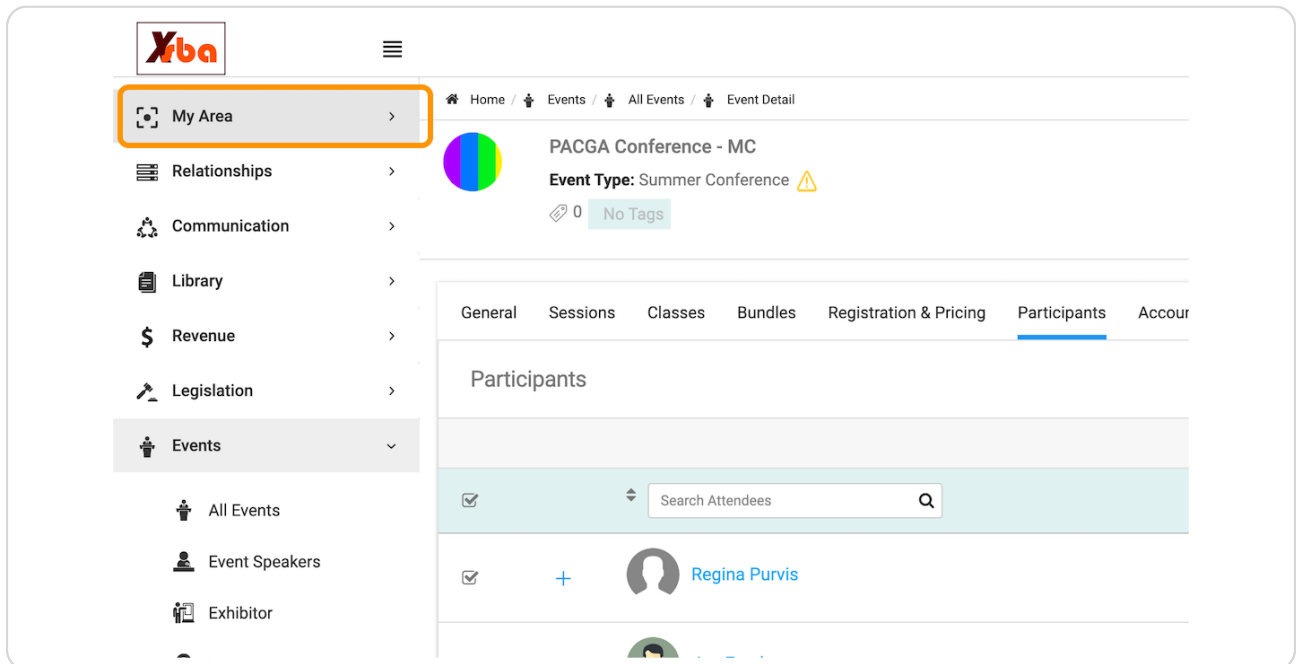 Xrba
My Area
Relationships
Communication
Library
Revenue
Legislation
Events
All Events
Event Speakers
Exhibitor
Home / Events / All Events / Event Detail
PACGA Conference - MC
Event Type: Summer Conference
0 No Tags
General Sessions Classes Bundles Registration & Pricing Participants Accour
Participants
Search Attendees
Regina Purvis